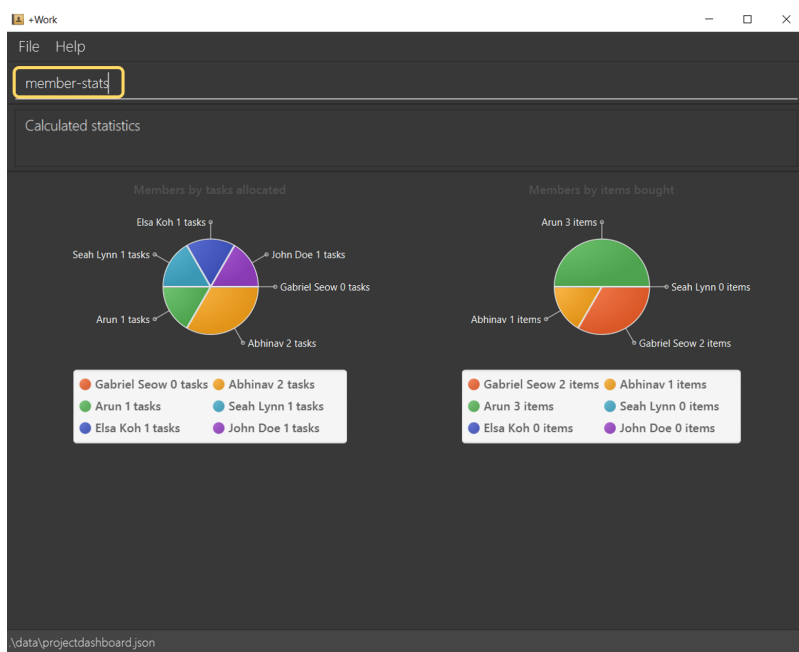 +Work
File Help
member-stats
Calculated statistics
Members by tasks allocated
Elsa Koh 1 tasks
Seah Lynn 1 tasks
John Doe 1 tasks
Gabriel Seow 0 tasks
Arun 1 tasks
Abhinav 2 tasks
Gabriel Seow 0 tasks Abhinav 2 tasks
Arun 1 tasks Seah Lynn 1 tasks
Elsa Koh 1 tasks John Doe 1 tasks
Members by items bought
Arun 3 items
Seah Lynn 0 items
Abhinav 1 items
Gabriel Seow 2 items
Gabriel Seow 2 items Abhinav 1 items
Arun 3 items Seah Lynn 0 items
Elsa Koh 0 items John Doe 0 items
.\data\projectdashboard.json